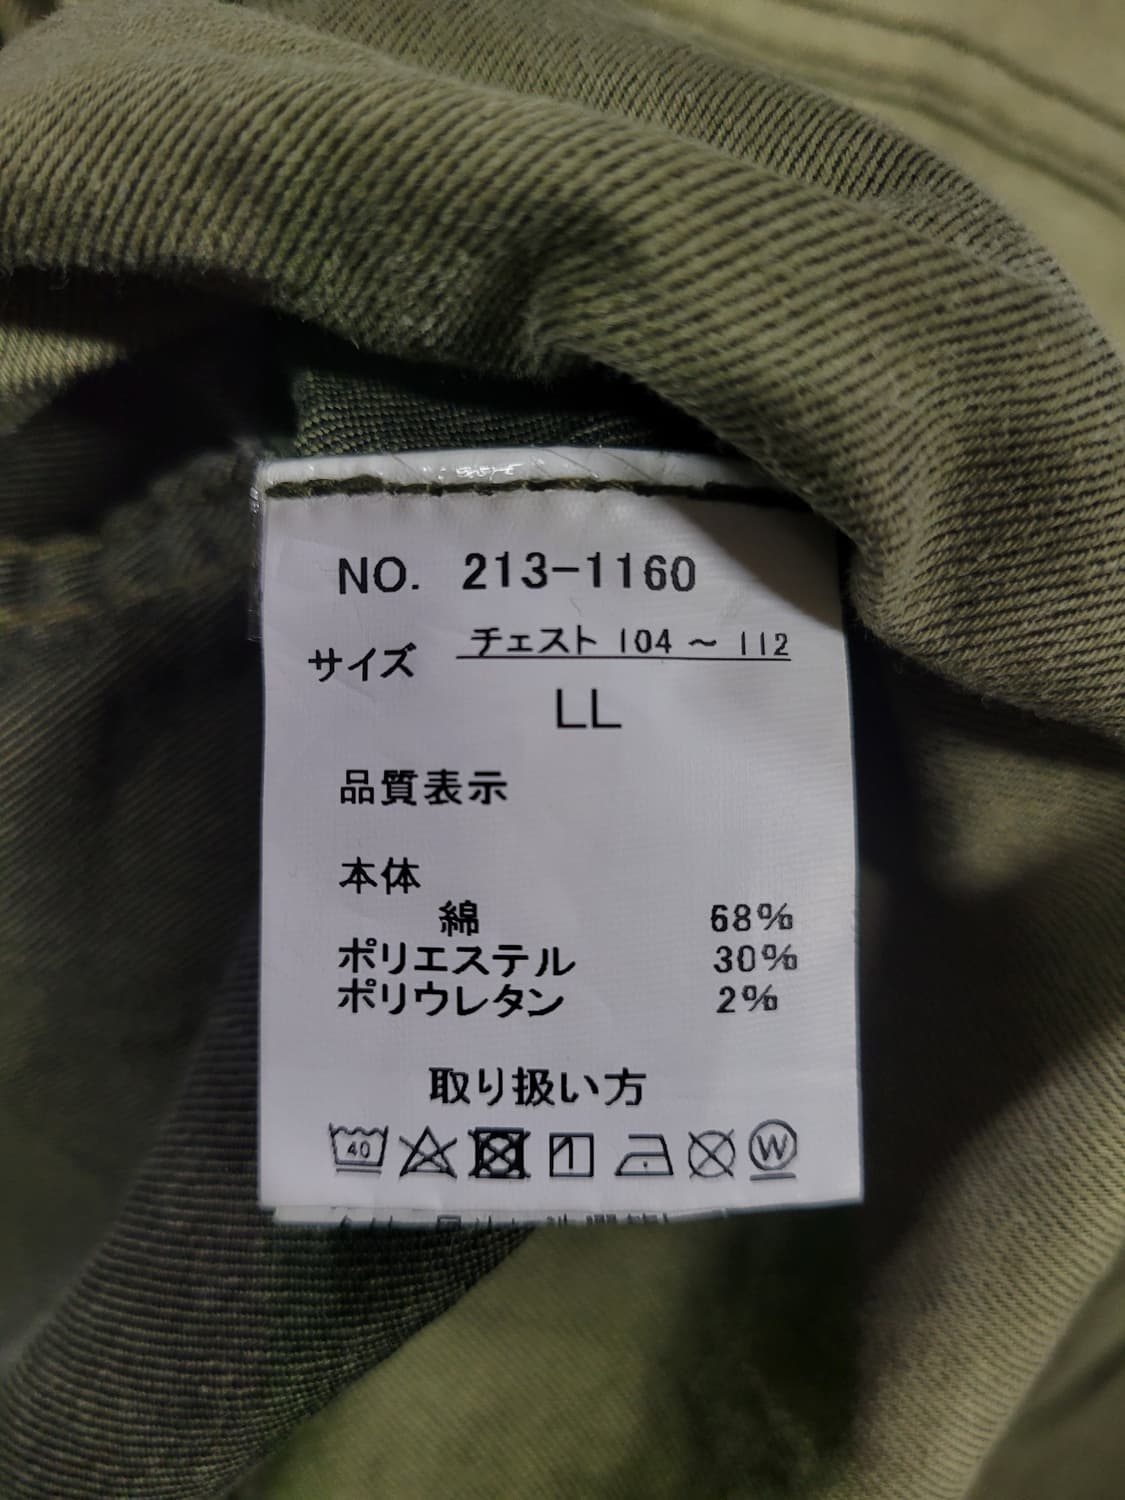 NO. 213-1160
サイズ チェスト 104 ～ 112
LL
品質表示
本体
綿 68%
ポリエステル 30%
ポリウレタン 2%
取り扱い方
40 W